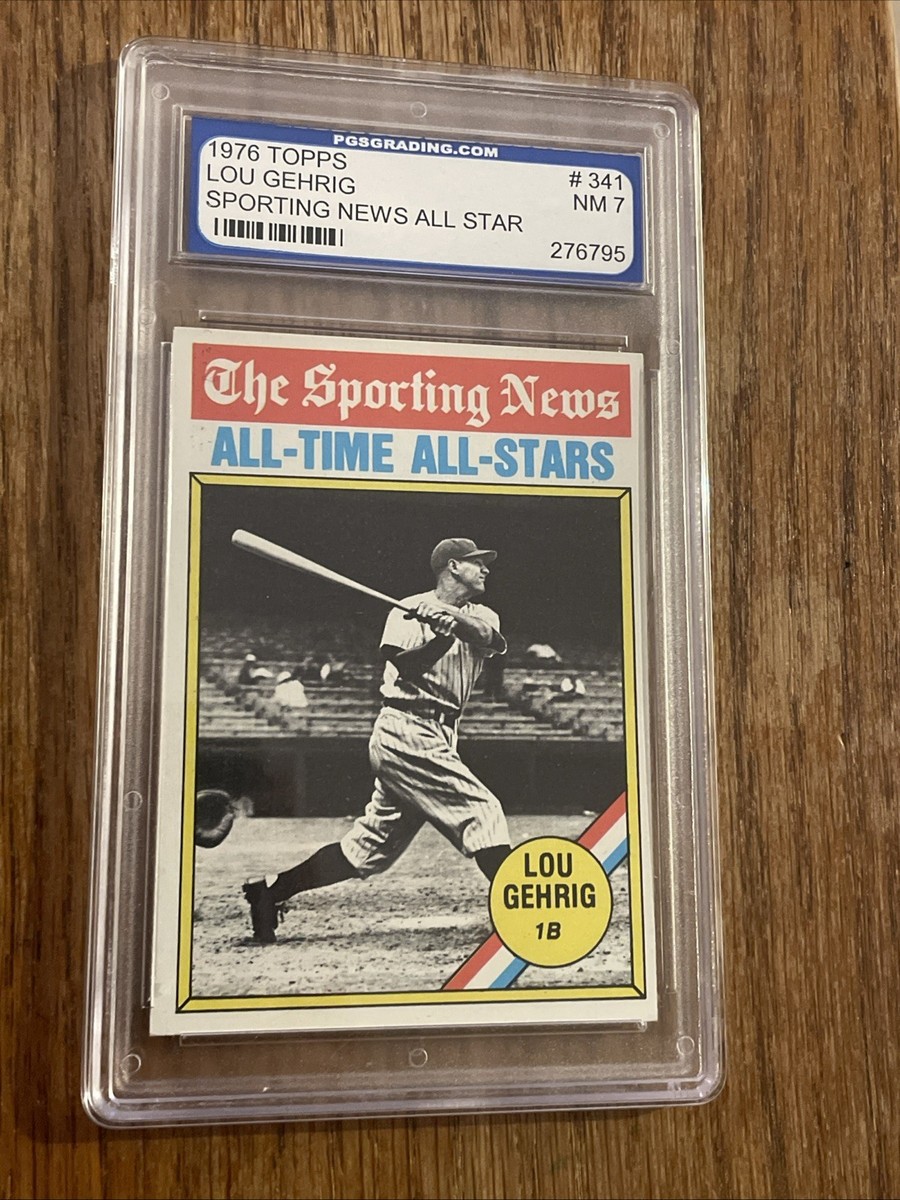 PGSGRADING.COM
1976 TOPPS
LOU GEHRIG
SPORTING NEWS ALL STAR
# 341
NM 7
276795
The Sporting News
ALL-TIME ALL-STARS
LOU
GEHRIG
1B